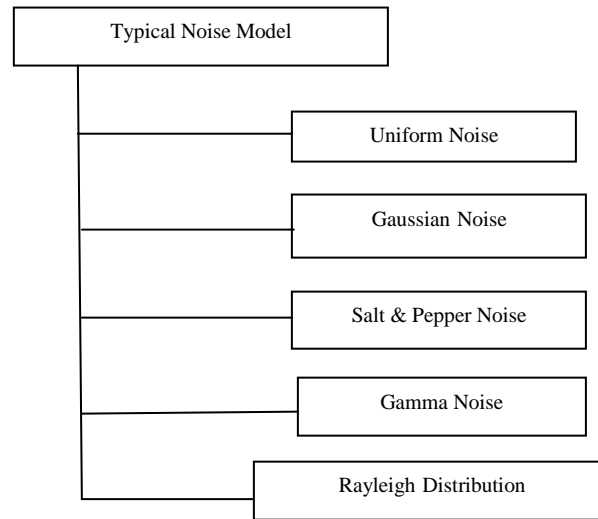 Typical Noise Model
Uniform Noise
Gaussian Noise
Salt & Pepper Noise
Gamma Noise
Rayleigh Distribution